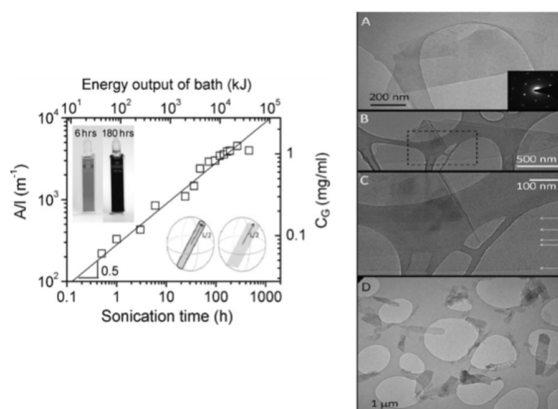 Energy output of bath (kJ)
10¹ 10² 10³ 10⁴ 10⁵
10⁴
6 hrs 180 hrs
A/l (m⁻¹)
10³
1
C_G (mg/ml)
0.1
0.5
10²
0.1 1 10 100 1000
Sonication time (h)
A
200 nm
B
500 nm
C
100 nm
D
1 μm